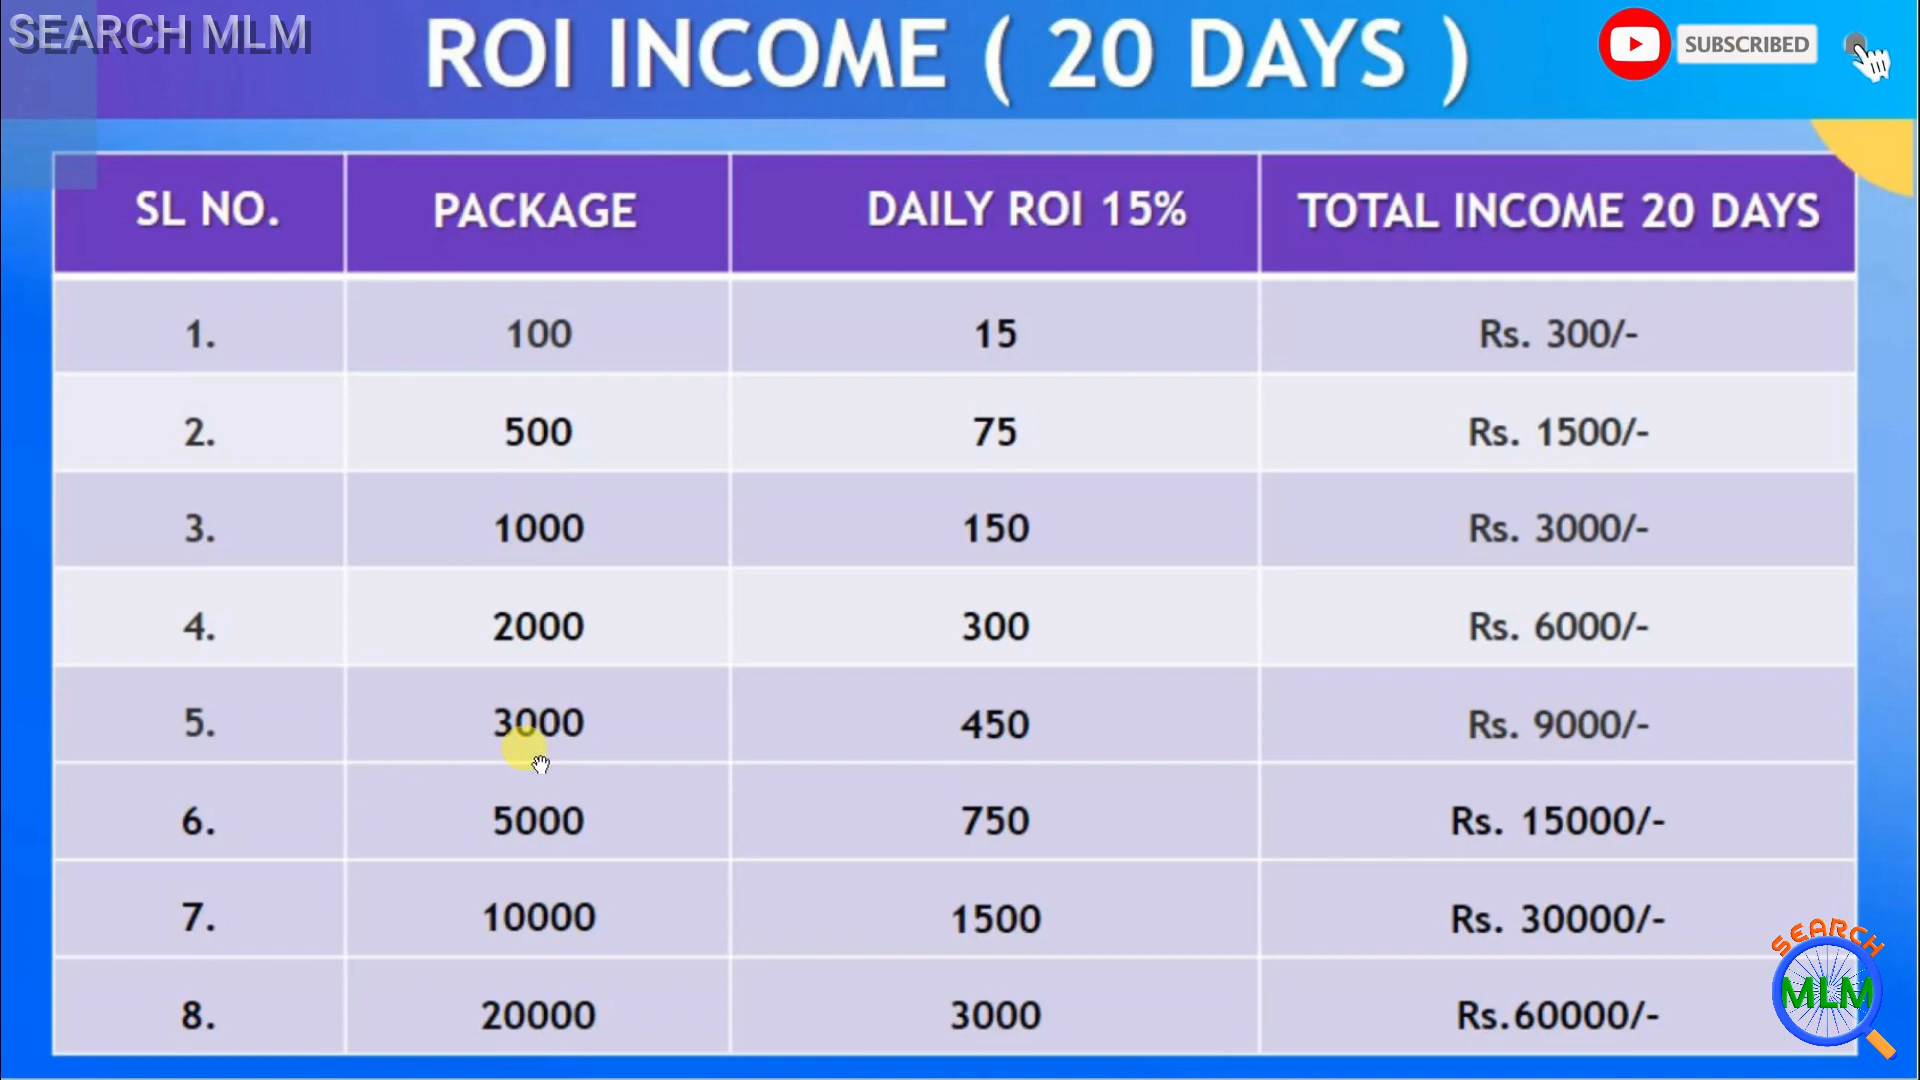 SEARCH MLM
ROI INCOME ( 20 DAYS )
SUBSCRIBED
SL NO. PACKAGE DAILY ROI 15% TOTAL INCOME 20 DAYS
1. 100 15 Rs. 300/-
2. 500 75 Rs. 1500/-
3. 1000 150 Rs. 3000/-
4. 2000 300 Rs. 6000/-
5. 3000 450 Rs. 9000/-
6. 5000 750 Rs. 15000/-
7. 10000 1500 Rs. 30000/-
8. 20000 3000 Rs.60000/-
SEARCH
MLM